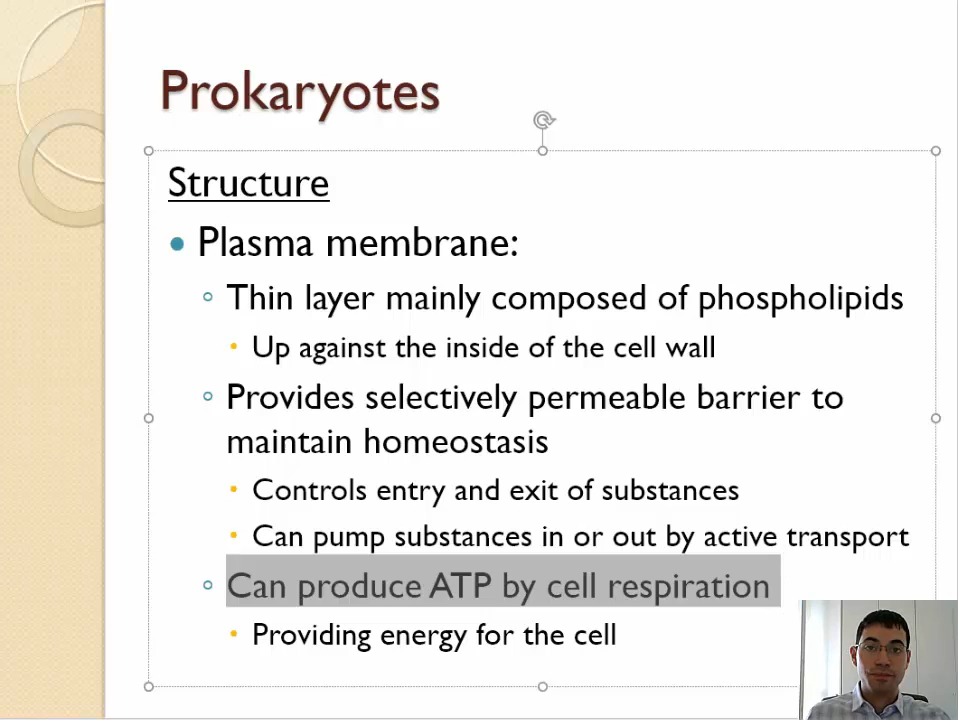 Prokaryotes
Structure
Plasma membrane:
Thin layer mainly composed of phospholipids
Up against the inside of the cell wall
Provides selectively permeable barrier to
maintain homeostasis
Controls entry and exit of substances
Can pump substances in or out by active transport
Can produce ATP by cell respiration
Providing energy for the cell